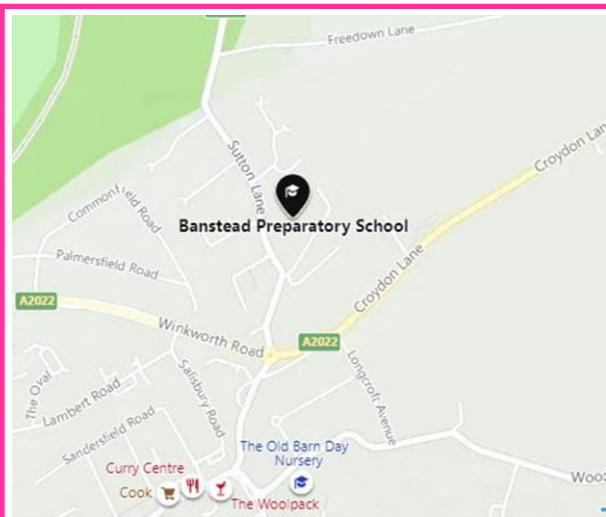 Freedown Lane
Croydon Lan
Sutton Lane
Commonfield Road
Banstead Preparatory School
Palmersfield Road
Croydon Lane
A2022
Winkworth Road
A2022
The Oval
Lambert Road
Salisbury Road
Longcroft Avenue
Sandersfield Road
The Old Barn Day
Nursery
Curry Centre
Cook
The Woolpack